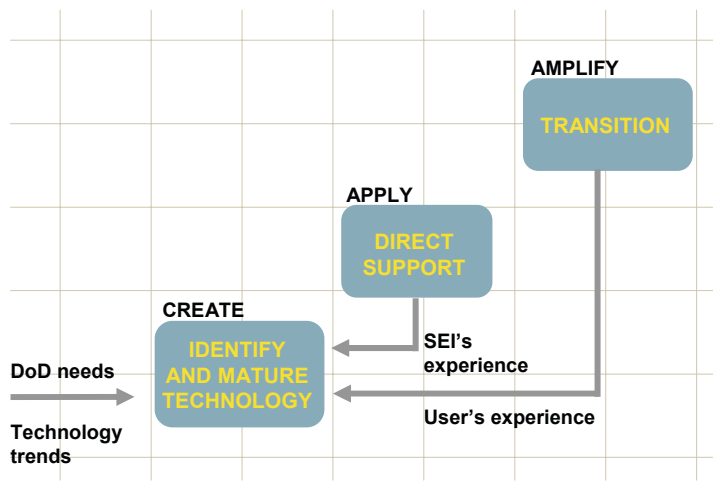 AMPLIFY
TRANSITION
APPLY
DIRECT
SUPPORT
CREATE
IDENTIFY
AND MATURE
TECHNOLOGY
SEI's
experience
DoD needs
User's experience
Technology
trends